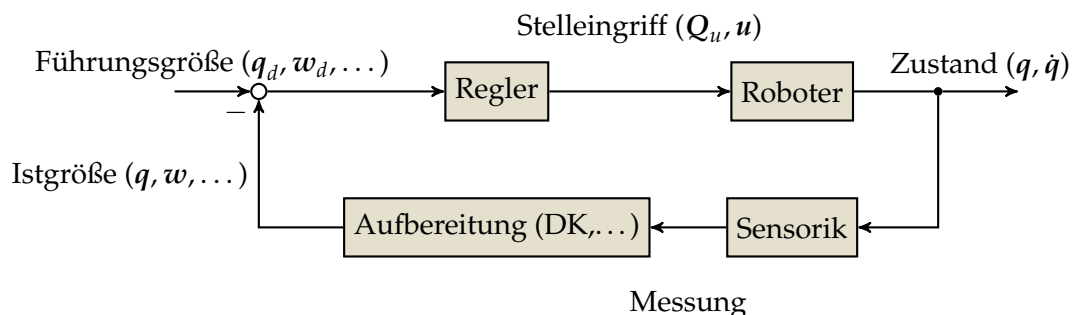 Stelleingriff (Q_u, u)
Führungsgröße (q_d, w_d, . . . )
Zustand (q, q̇)
Regler
Roboter
−
Istgröße (q, w, . . . )
Aufbereitung (DK,. . . )
Sensorik
Messung